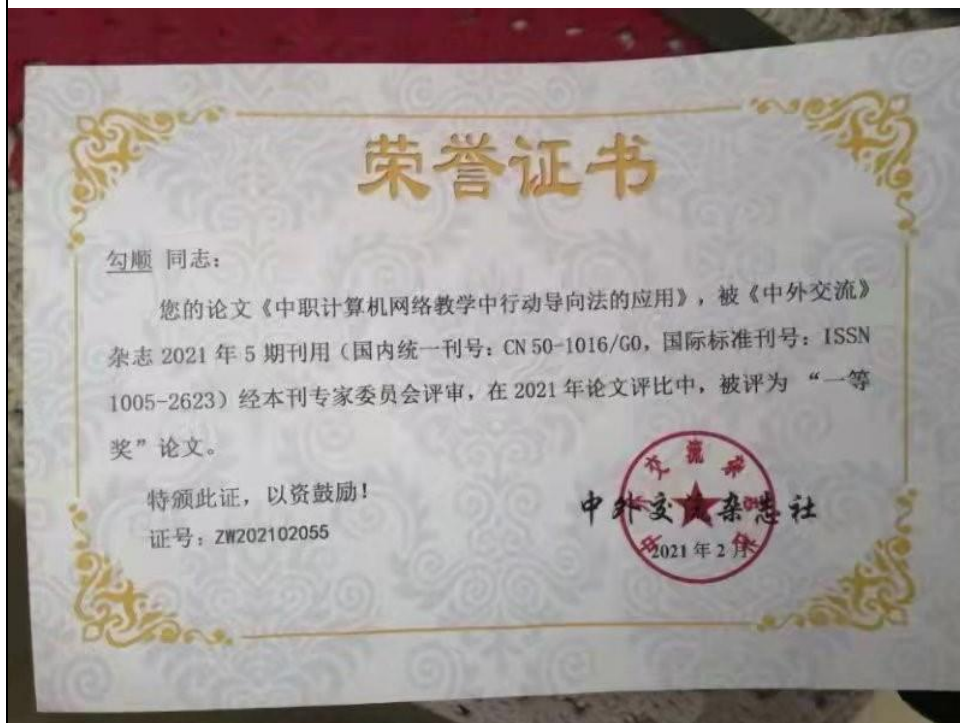 荣誉证书
勾顺 同志：
您的论文《中职计算机网络教学中行动导向法的应用》，被《中外交流》
杂志 2021 年 5 期刊用（国内统一刊号：CN 50-1016/G0，国际标准刊号：ISSN
1005-2623）经本刊专家委员会评审，在 2021 年论文评比中，被评为 “一等
奖”论文。
特颁此证，以资鼓励！
证号：ZW202102055
中外交流杂志社
2021 年 2 月